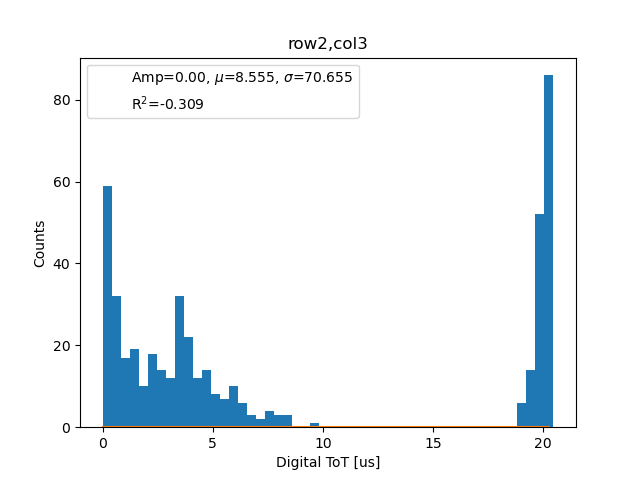 row2,col3
Amp=0.00, μ=8.555, σ=70.655
R²=-0.309
80
60
40
20
0
Counts
0 5 10 15 20
Digital ToT [us]